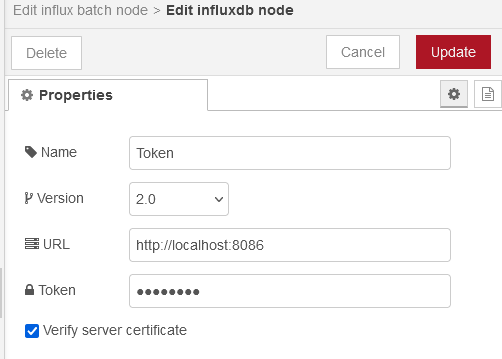 Edit influx batch node > Edit influxdb node
Delete
Cancel
Update
Properties
Name
Token
Version
2.0
URL
http://localhost:8086
Token
●●●●●●●●
Verify server certificate